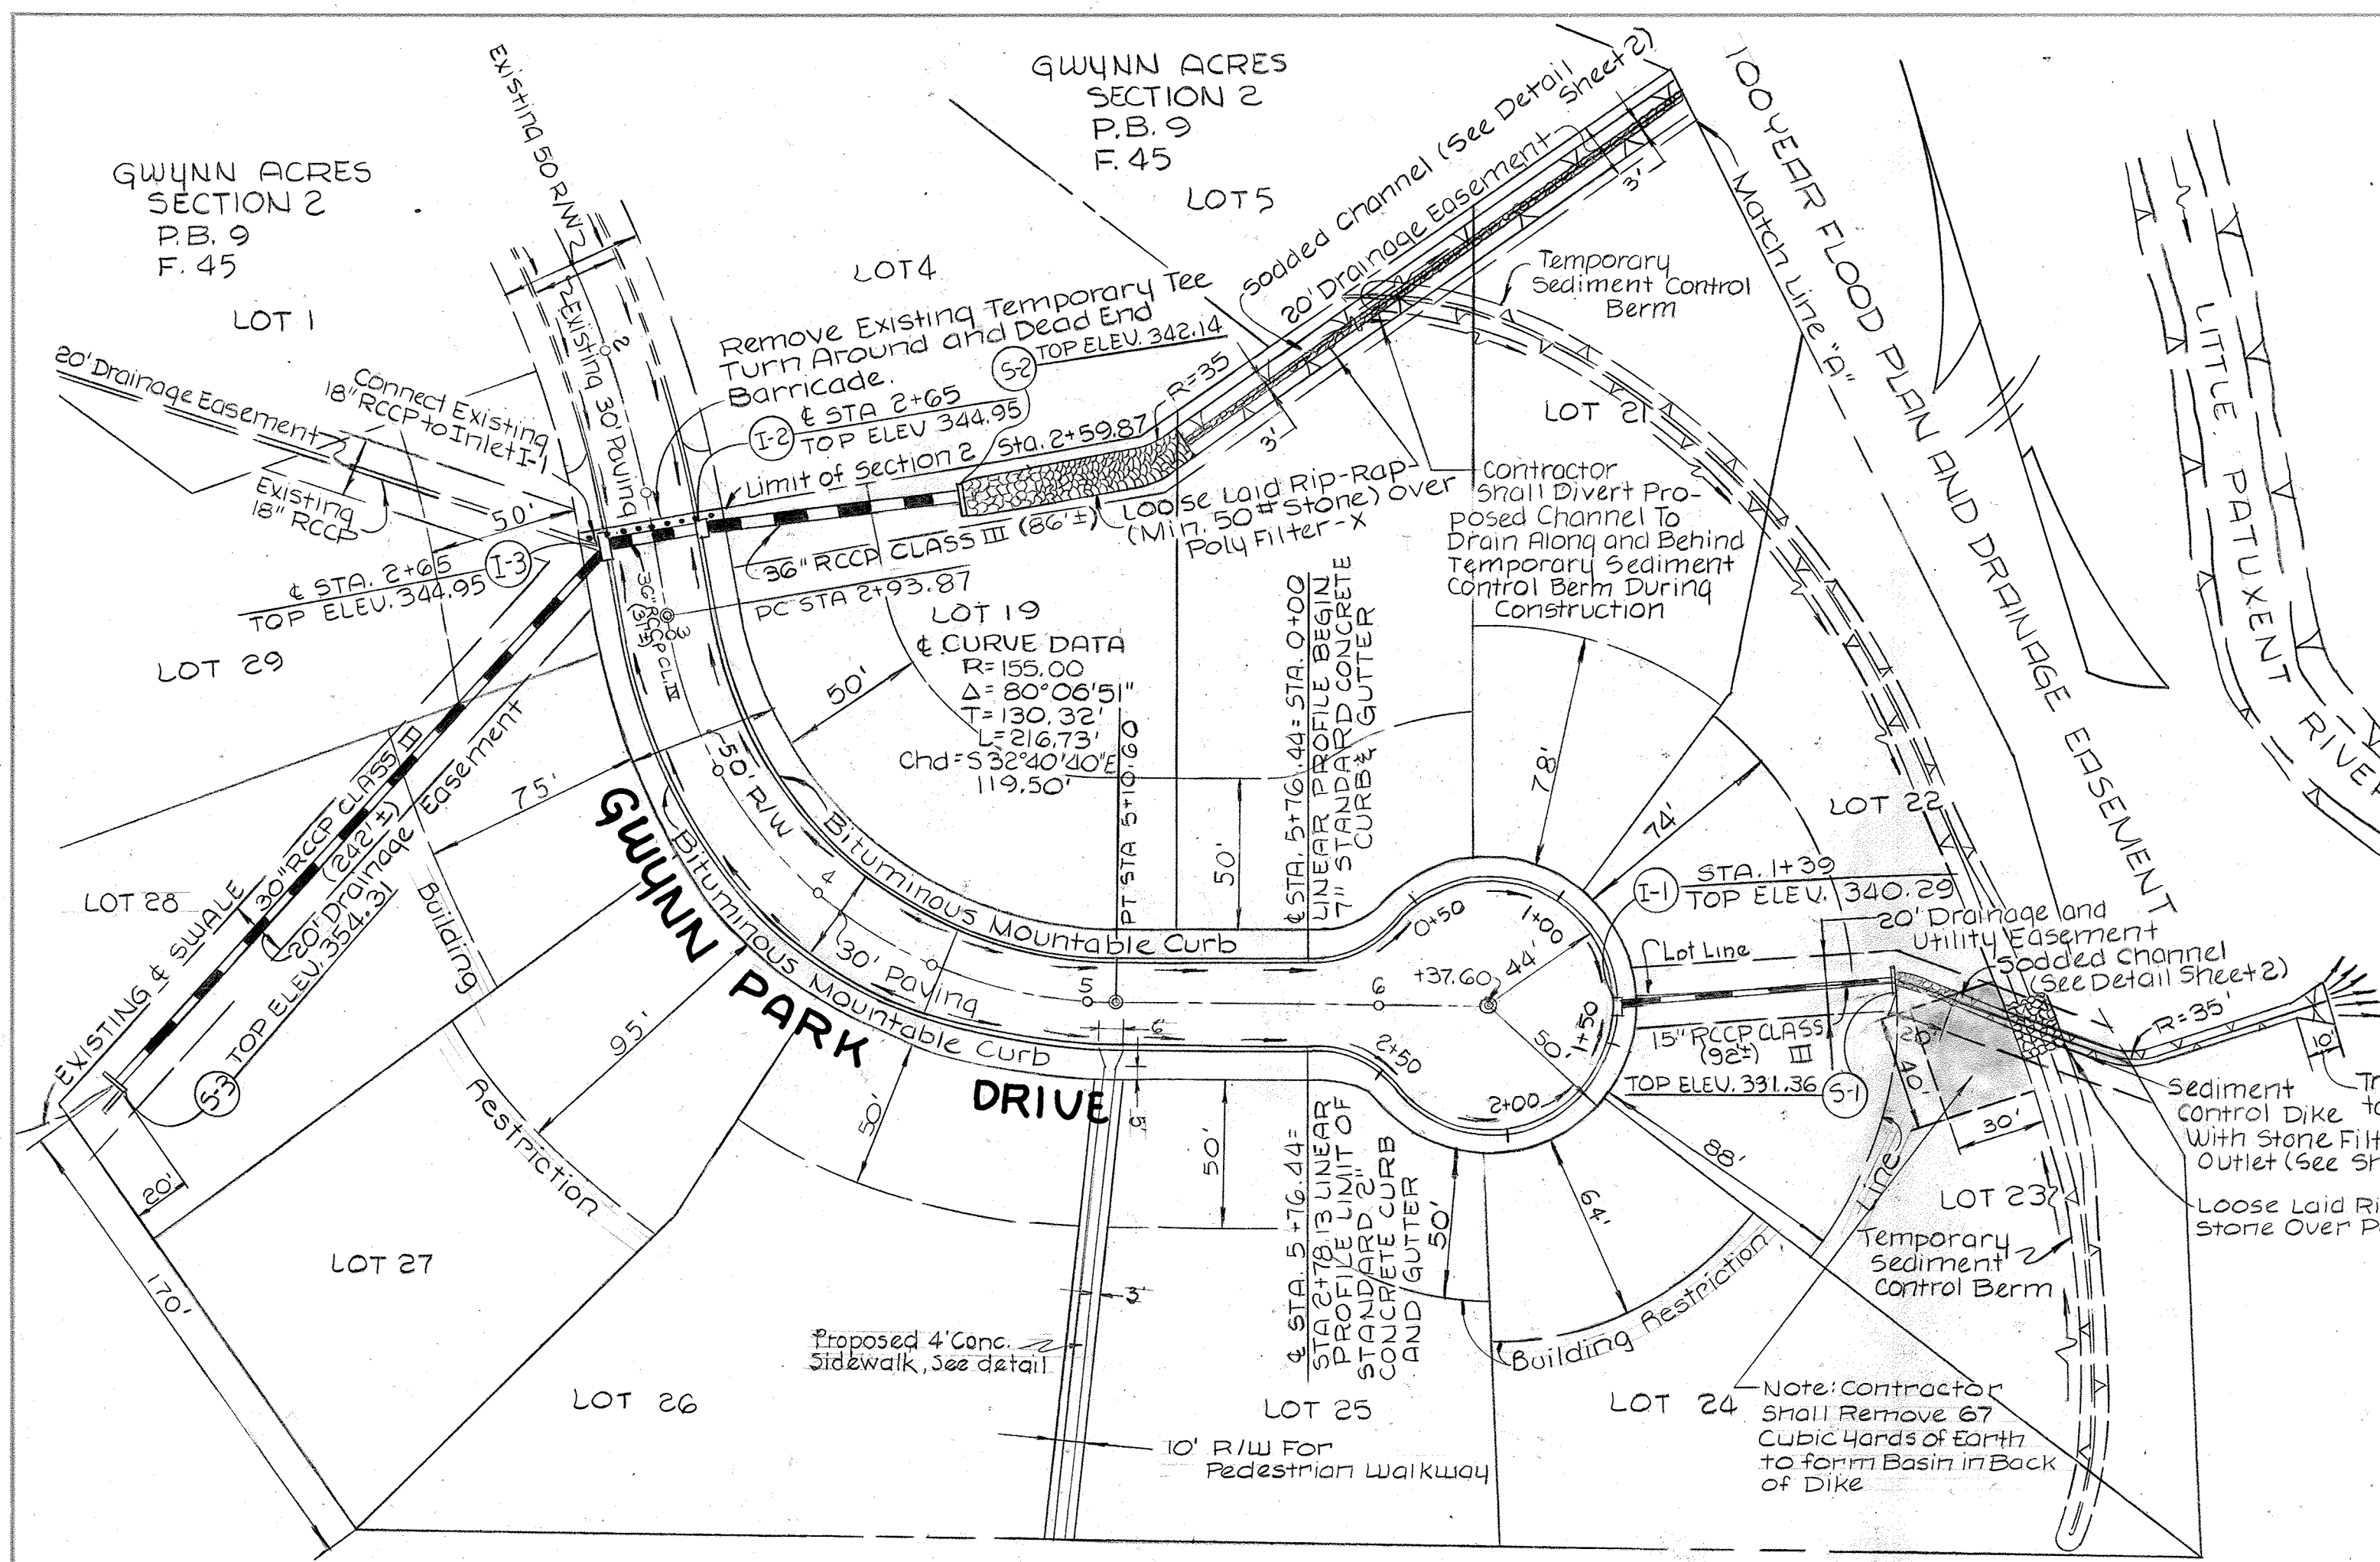 GWYNN ACRES
SECTION 2
P.B. 9
F. 45
LOT 1
Existing 50' R/W
GWYNN ACRES
SECTION 2
P.B. 9
F. 45
LOT 5
LOT 4
Sodded Channel (See Detail
Sheet 2)
20' Drainage Easement
3'
Match Line "A"
100 YEAR FLOOD PLAN AND DRAINAGE EASEMENT
LITTLE PATUXENT RIVER
Temporary
Sediment Control
Berm
Existing 30' Paving
2
Remove Existing Temporary Tee
Turn Around and Dead End
Barricade.
S-2
TOP ELEV. 342.14
I-2
℄ STA 2+65
TOP ELEV 344.95
R=35
3'
Limit of Section 2
Sta. 2+59.87
20' Drainage Easement
Connect Existing
18" RCCP to Inlet I-1
Existing
18" RCCP
50'
℄ STA. 2+65
TOP ELEV. 344.95
I-3
36" RCCP CLASS III (86'±)
Loose Laid Rip-Rap
(Min. 50# Stone) Over
Poly Filter-X
Contractor
Shall Divert Pro-
posed Channel To
Drain Along and Behind
Temporary Sediment
Control Berm During
Construction
LOT 21
36" RCCP CL. IV
(31'±)
3
PC STA 2+93.87
LOT 19
℄ CURVE DATA
R=155.00
Δ= 80°06'51"
T=130.32'
L=216.73'
Chd=S32°40'40"E
119.50'
50'
PT STA 5+10.60
50'
℄ STA. 5+76.44= STA. 0+00
LINEAR PROFILE BEGIN
7" STANDARD CONCRETE
CURB & GUTTER
78'
74'
LOT 22
LOT 29
30" RCCP CLASS III
(242'±)
20' Drainage Easement
75'
50' R/W
LOT 28
EXISTING ℄ SWALE
S-3
TOP ELEV. 354.31
Building
Restriction
95'
GWYNN PARK DRIVE
Bituminous Mountable Curb
Bituminous Mountable Curb
30' Paving
4
5
6
+37.60
44'
50'
0+50
1+00
1+50
2+00
2+50
I-1
STA. 1+39
TOP ELEV. 340.29
Lot Line
20' Drainage and
Utility Easement
Sodded Channel
(See Detail Sheet 2)
15" RCCP CLASS
(92'±) III
TOP ELEV. 331.36
S-1
20'
40'
30'
R=35'
10'
Sediment
Control Dike
With Stone
Outlet (See
Loose Laid
Stone Over
6'
5'
50'
50'
℄ STA. 5+76.44=
STA 2+78.13 LINEAR
PROFILE LIMIT OF
STANDARD 2"
CONCRETE CURB
AND GUTTER
50'
64'
88'
Building Restriction
Line
LOT 23
Temporary
Sediment
Control Berm
20'
170'
LOT 27
LOT 26
3'
Proposed 4' Conc.
Sidewalk, See detail
LOT 25
10' R/W For
Pedestrian Walkway
LOT 24
Note: Contractor
Shall Remove 67
Cubic Yards of Earth
to form Basin in Back
of Dike